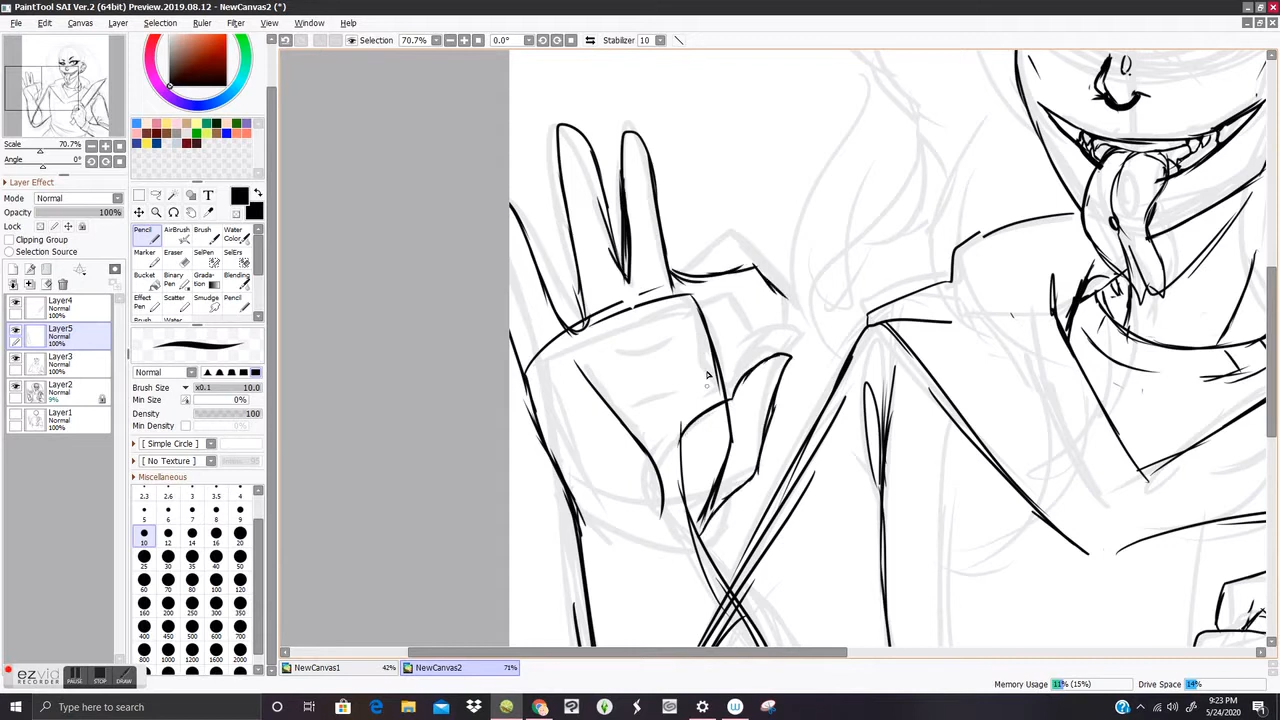 PaintTool SAI Ver.2 (64bit) Preview.2019.08.12 - NewCanvas2 (*)
File Edit Canvas Layer Selection Ruler Filter View Window Help
Selection 70.7% 0.0° Stabilizer 10
Scale
70.7%
Angle
0°
Layer Effect
Mode Normal
Opacity 100%
Lock
Clipping Group
Selection Source
Layer4
Normal
100%
Layer5
Normal
100%
Layer3
Normal
100%
Layer2
Normal
9%
Layer1
Normal
100%
T
Pencil AirBrush Brush Water Color
Marker Eraser SelPen SelErs
Bucket Binary Pen Grada-tion Blending
Effect Pen Scatter Smudge Pencil
Brush Water
Normal
Brush Size x0.1 10.0
Min Size 0%
Density 100
Min Density 0%
[ Simple Circle ]
[ No Texture ]
Miscellaneous
2.3 2.6 3 3.5 4
5 6 7 8 9
10 12 14 16 20
25 30 35 40 50
60 70 80 100 120
160 200 250 300 350
400 450 500 600 700
800 1000 1200 1600 2000
ezvid
RECORDER
PAUSE STOP DRAW
NewCanvas1 42% NewCanvas2 71%
Memory Usage 11% (15%) Drive Space 14%
Type here to search
9:23 PM
5/24/2020